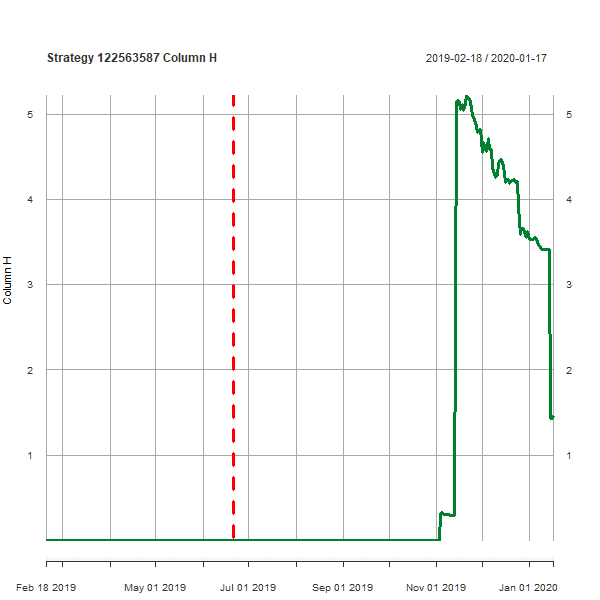 Strategy 122563587 Column H
2019-02-18 / 2020-01-17
5 5
4 4
3 3
2 2
1 1
Column H
Feb 18 2019 May 01 2019 Jul 01 2019 Sep 01 2019 Nov 01 2019 Jan 01 2020